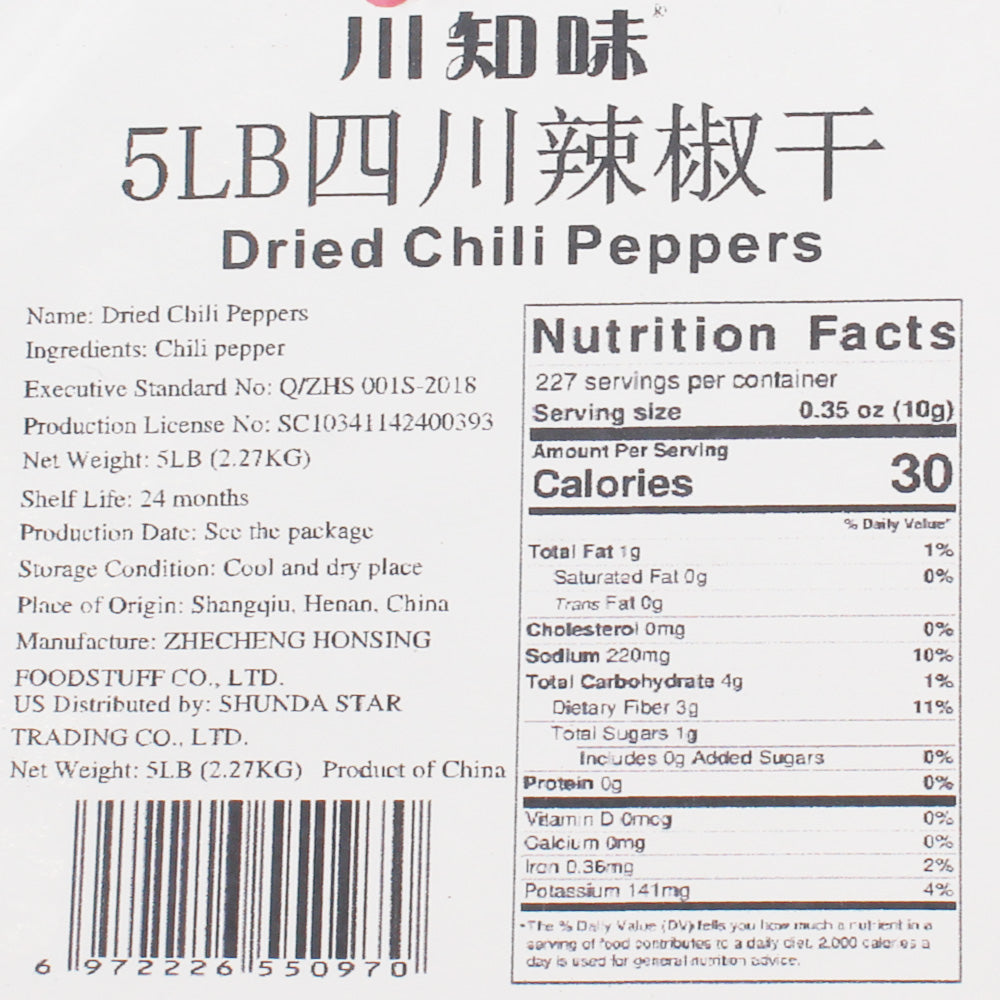 川知味®
5LB四川辣椒干
Dried Chili Peppers
Name: Dried Chili Peppers
Ingredients: Chili pepper
Executive Standard No: Q/ZHS 001S-2018
Production License No: SC10341142400393
Net Weight: 5LB (2.27KG)
Shelf Life: 24 months
Production Date: See the package
Storage Condition: Cool and dry place
Place of Origin: Shangqiu, Henan, China
Manufacture: ZHECHENG HONSING
FOODSTUFF CO., LTD.
US Distributed by: SHUNDA STAR
TRADING CO., LTD.
Net Weight: 5LB (2.27KG) Product of China
6 972226 550970
Nutrition Facts
227 servings per container
Serving size 0.35 oz (10g)
Amount Per Serving
Calories 30
% Daily Value*
Total Fat 1g 1%
Saturated Fat 0g 0%
Trans Fat 0g
Cholesterol 0mg 0%
Sodium 220mg 10%
Total Carbohydrate 4g 1%
Dietary Fiber 3g 11%
Total Sugars 1g
Includes 0g Added Sugars 0%
Protein 0g 0%
Vitamin D 0mcg 0%
Calcium 0mg 0%
Iron 0.36mg 2%
Potassium 141mg 4%
*The % Daily Value (DV) tells you how much a nutrient in a
serving of food contributes to a daily diet. 2,000 calories a
day is used for general nutrition advice.